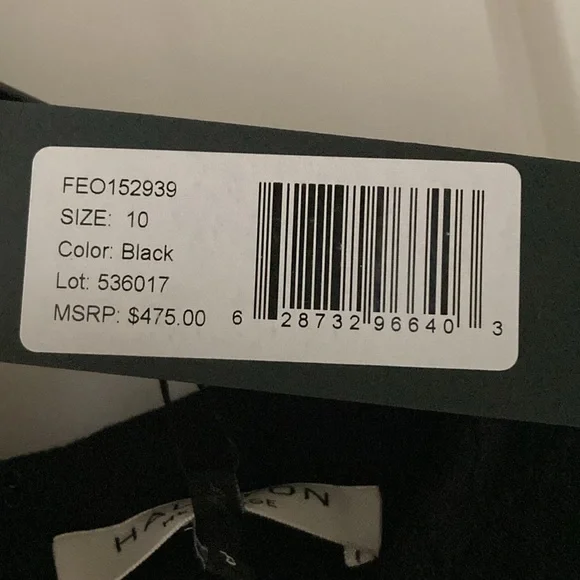 FEO152939
SIZE: 10
Color: Black
Lot: 536017
MSRP: $475.00
6 28732 96640 3